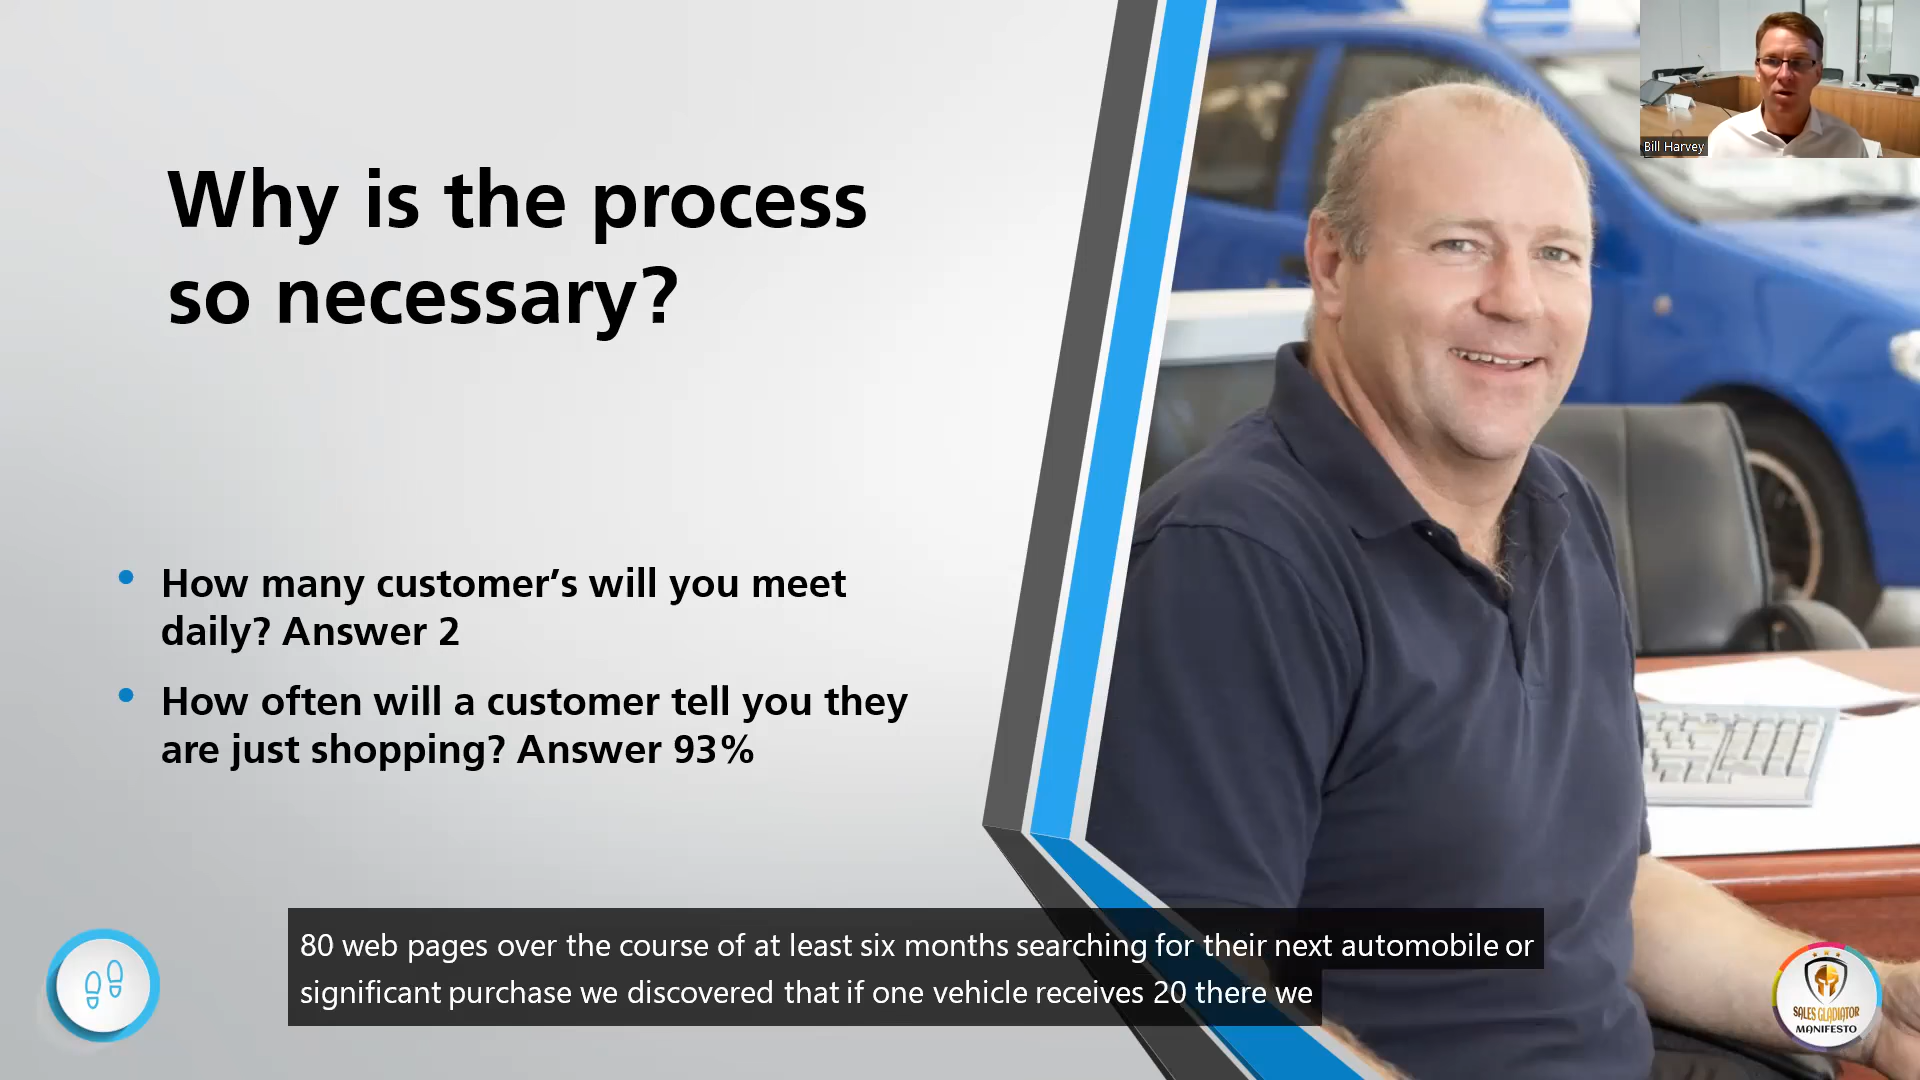 Why is the process
so necessary?
Bill Harvey
• How many customer’s will you meet
daily? Answer 2
• How often will a customer tell you they
are just shopping? Answer 93%
80 web pages over the course of at least six months searching for their next automobile or
significant purchase we discovered that if one vehicle receives 20 there we
SALES GLADIATOR
MANIFESTO